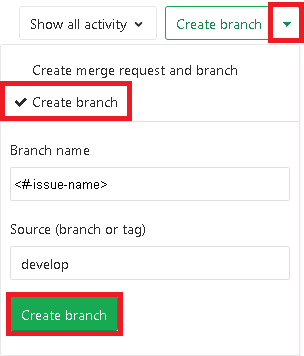 Show all activity
Create branch
Create merge request and branch
Create branch
Branch name
<#issue-name>
Source (branch or tag)
develop
Create branch